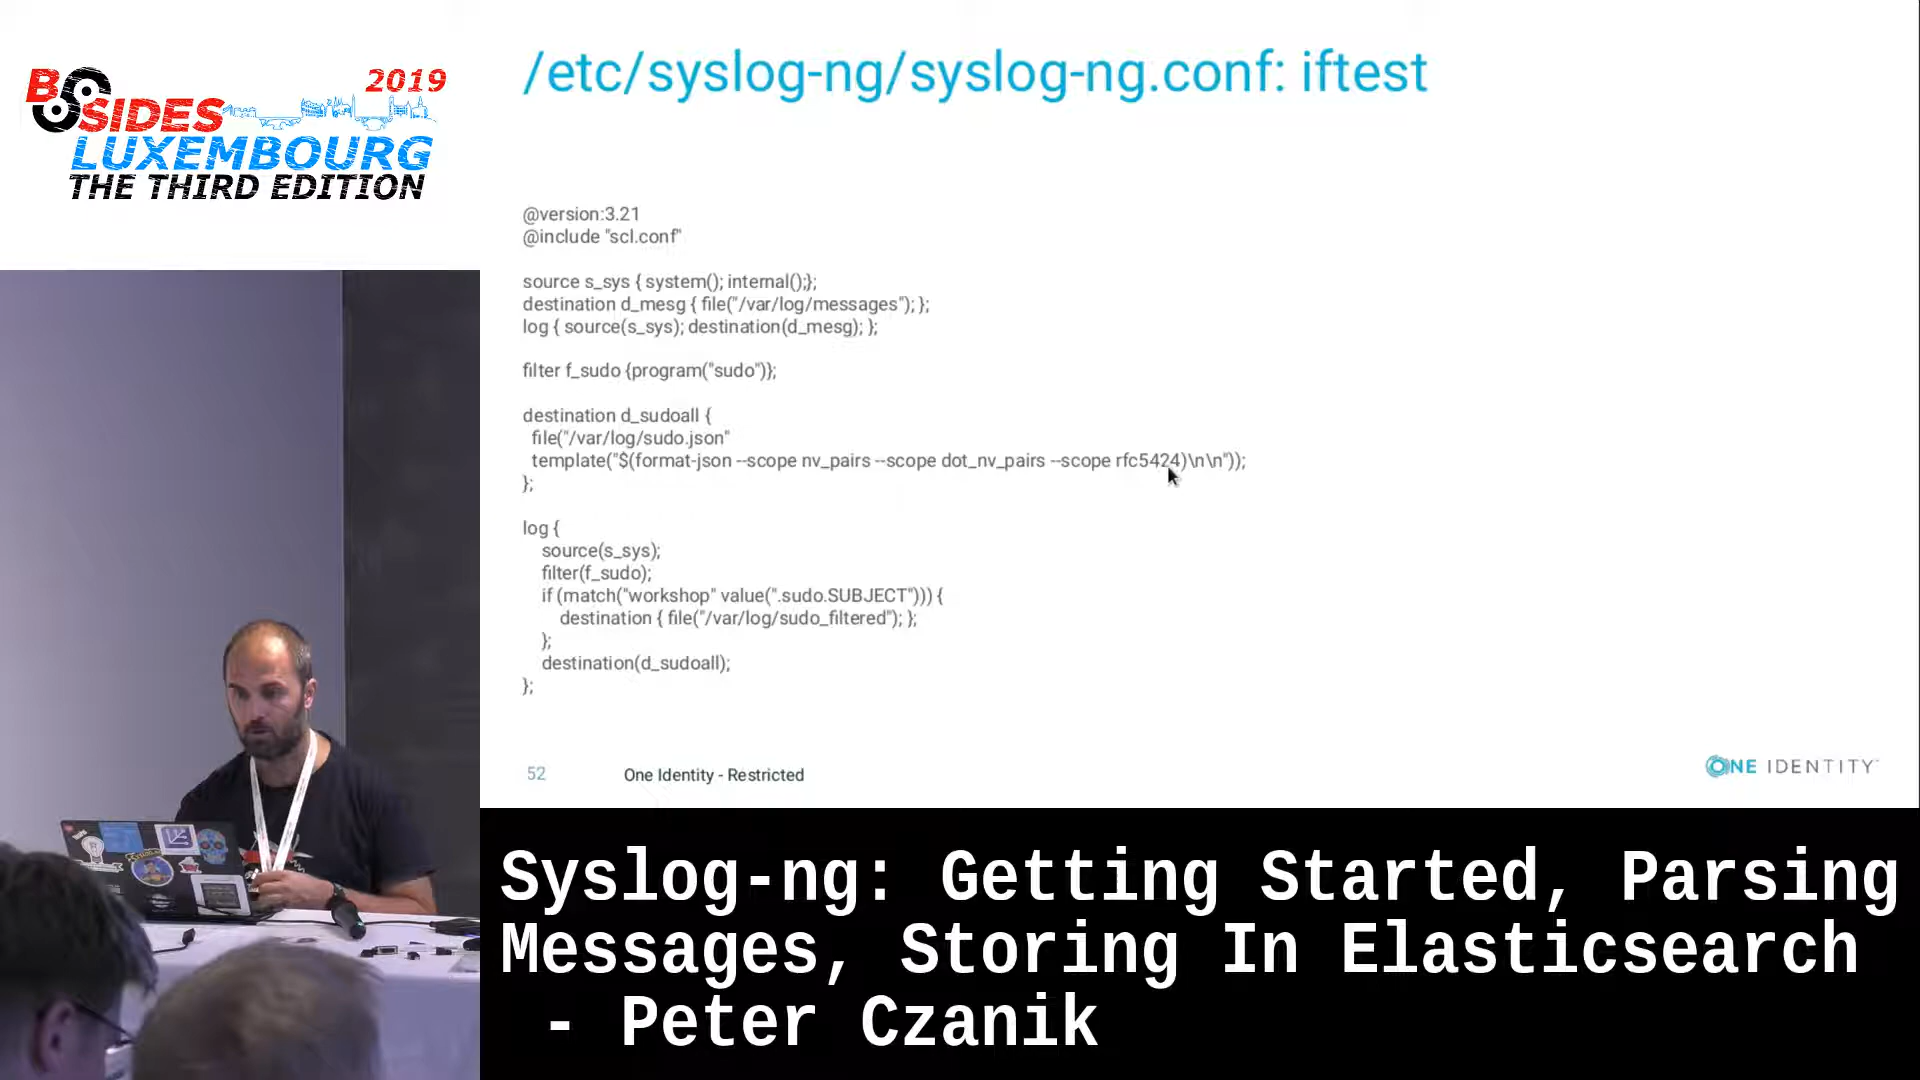 /etc/syslog-ng/syslog-ng.conf: iftest
2019
BSIDES
LUXEMBOURG
THE THIRD EDITION
@version:3.21
@include "scl.conf"
source s_sys { system(); internal();};
destination d_mesg { file("/var/log/messages"); };
log { source(s_sys); destination(d_mesg); };
filter f_sudo {program("sudo")};
destination d_sudoall {
file("/var/log/sudo.json"
template("$(format-json --scope nv_pairs --scope dot_nv_pairs --scope rfc5424)\n\n"));
};
log {
source(s_sys);
filter(f_sudo);
if (match("workshop" value(".sudo.SUBJECT"))) {
destination { file("/var/log/sudo_filtered"); };
};
destination(d_sudoall);
};
52
One Identity - Restricted
ONE IDENTITY
Syslog-ng: Getting Started, Parsing
Messages, Storing In Elasticsearch
- Peter Czanik